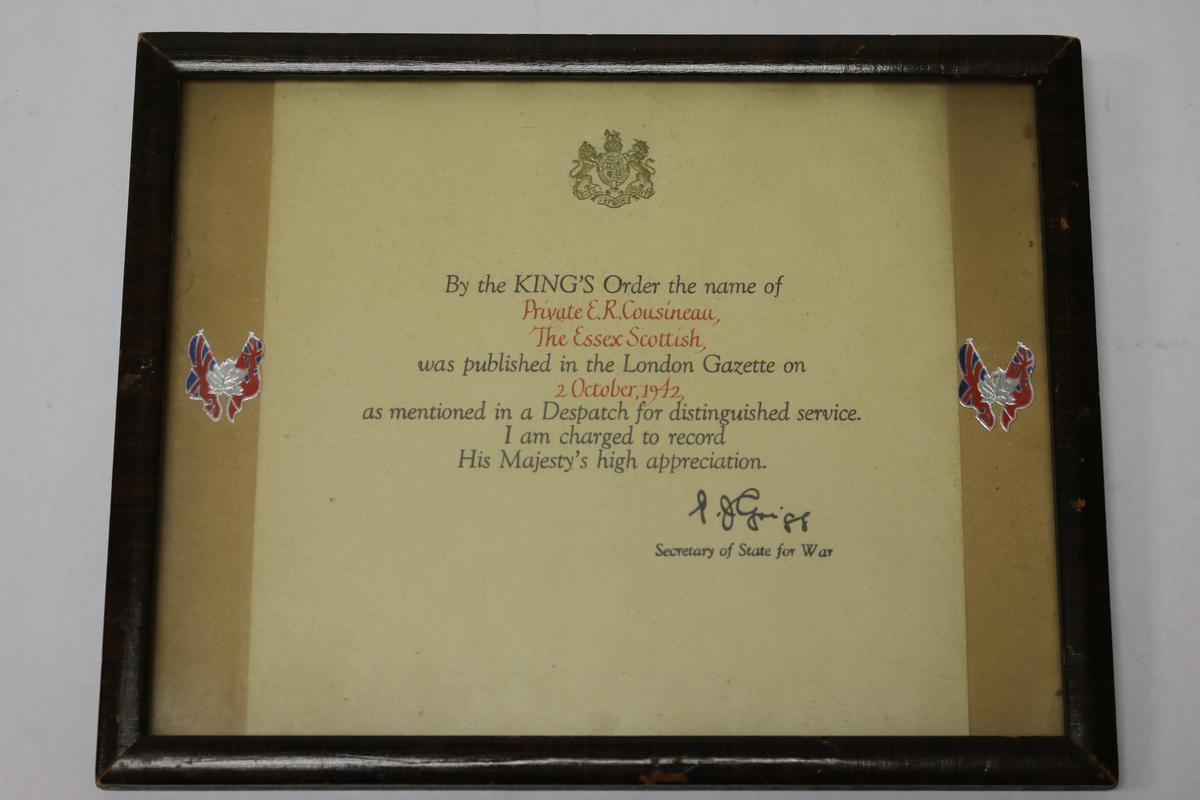 By the KING'S Order the name of
Private E.R. Cousineau,
The Essex Scottish,
was published in the London Gazette on
2 October, 1942,
as mentioned in a Despatch for distinguished service.
I am charged to record
His Majesty's high appreciation.
P. J. Grigg
Secretary of State for War